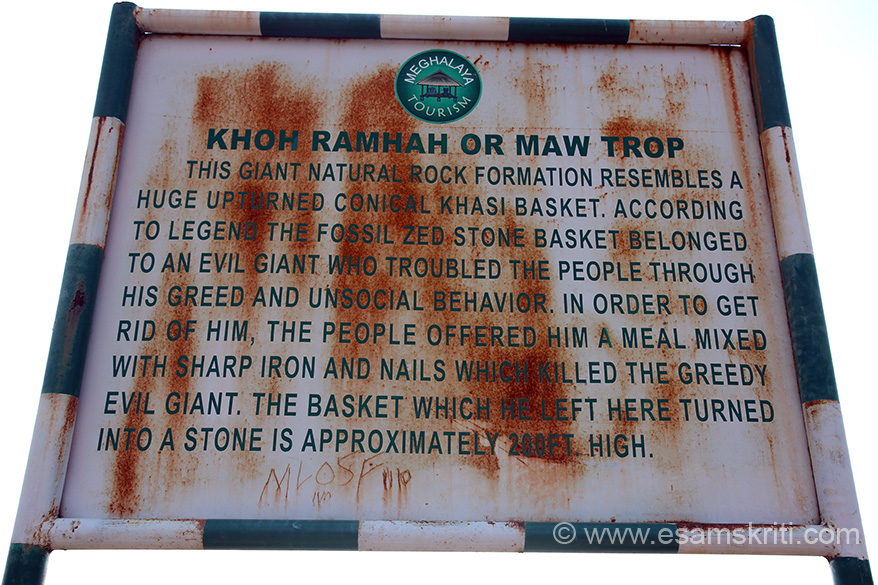 MEGHALAYA
TOURISM
KHOH RAMHAH OR MAW TROP
THIS GIANT NATURAL ROCK FORMATION RESEMBLES A
HUGE UPTURNED CONICAL KHASI BASKET. ACCORDING
TO LEGEND THE FOSSIL ZED STONE BASKET BELONGED
TO AN EVIL GIANT WHO TROUBLED THE PEOPLE THROUGH
HIS GREED AND UNSOCIAL BEHAVIOR. IN ORDER TO GET
RID OF HIM, THE PEOPLE OFFERED HIM A MEAL MIXED
WITH SHARP IRON AND NAILS WHICH KILLED THE GREEDY
EVIL GIANT. THE BASKET WHICH HE LEFT HERE TURNED
INTO A STONE IS APPROXIMATELY 200FT. HIGH.
© www.esamskriti.com